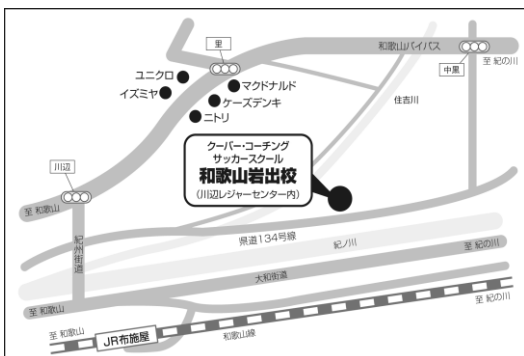 里
和歌山バイパス
至 紀の川
中黒
ユニクロ
イズミヤ
マクドナルド
ケーズデンキ
ニトリ
住吉川
クーバー・コーチング
サッカースクール
和歌山岩出校
(川辺レジャーセンター内)
川辺
至 和歌山
紀州街道
県道134号線
紀ノ川
至 紀の川
大和街道
至 和歌山
至 紀の川
至 和歌山
JR布施屋
和歌山線